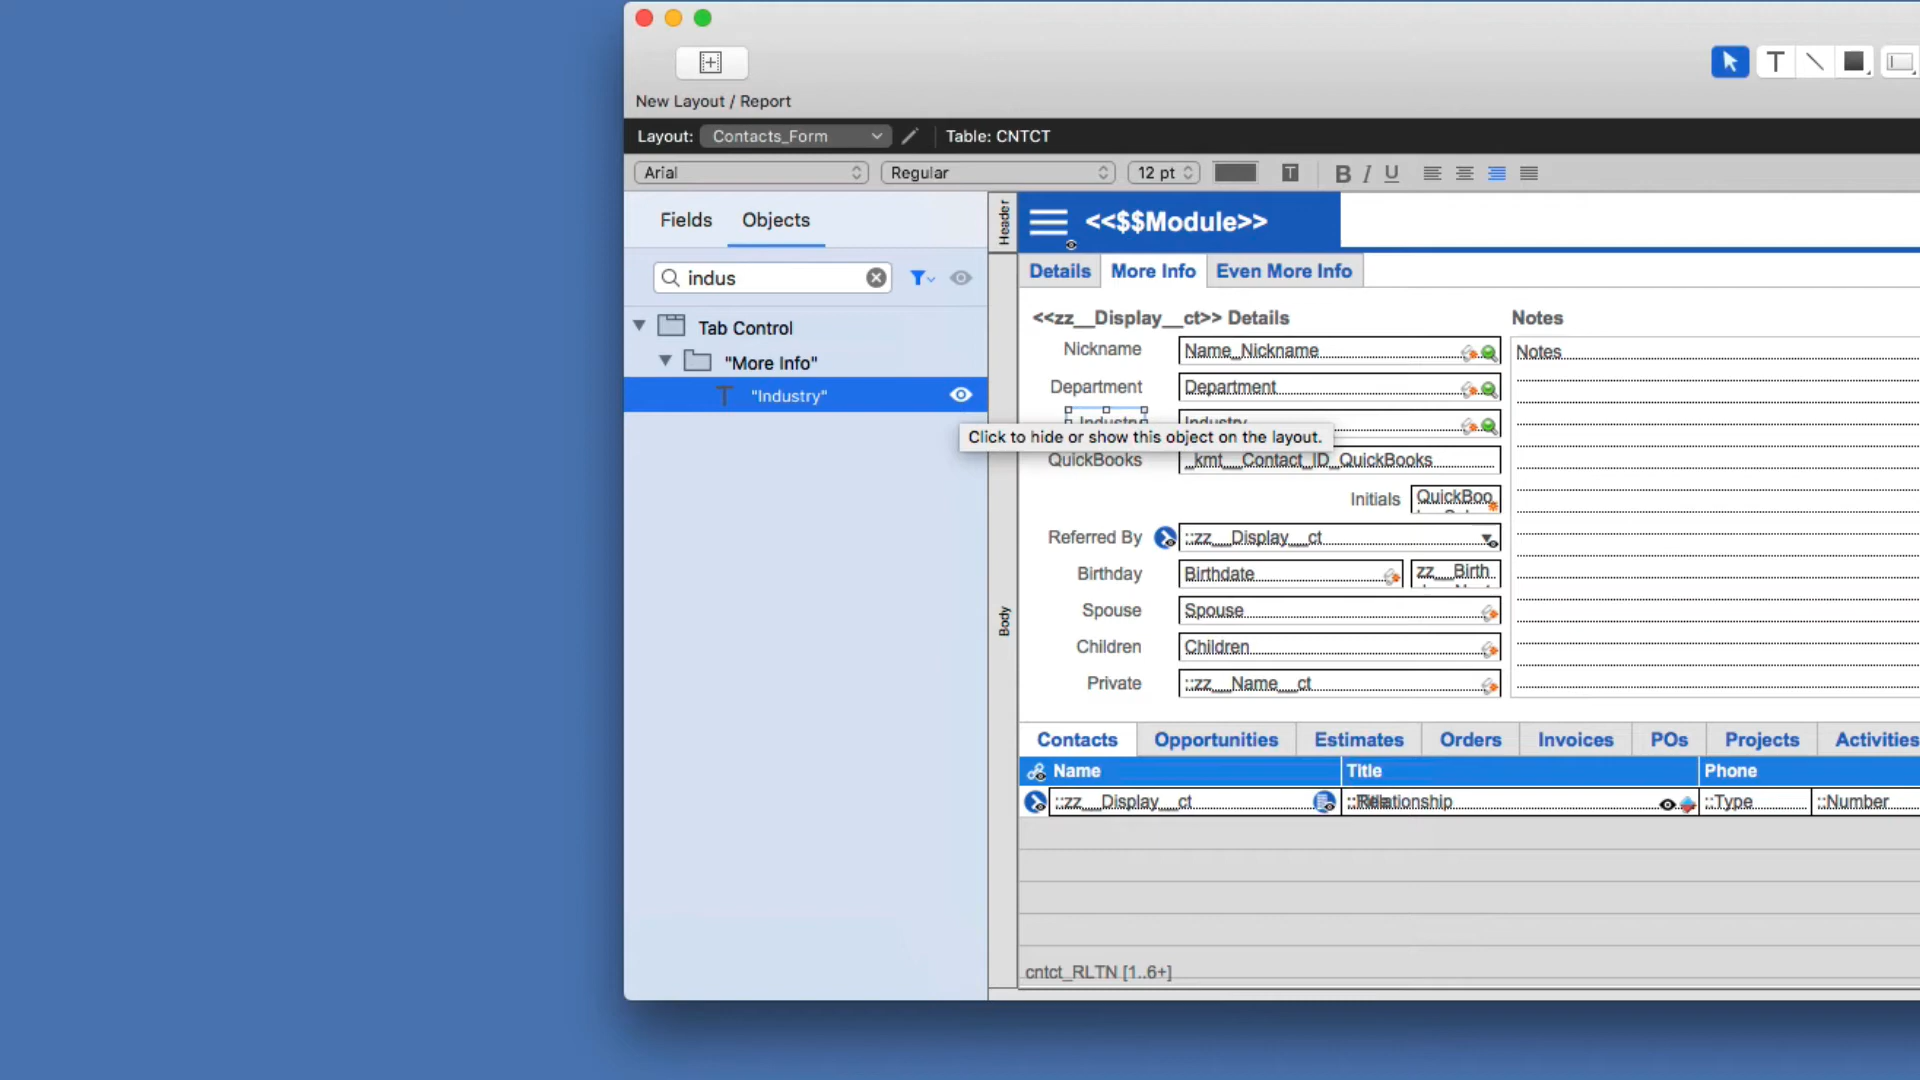 New Layout / Report
Layout: Contacts_Form Table: CNTCT
Arial Regular 12 pt B I U
Fields Objects
indus
Tab Control
"More Info"
"Industry"
Header
<<$$Module>>
Details More Info Even More Info
<<zz__Display__ct>> Details Notes
Nickname Name_Nickname Notes
Department Department
Industry Industry
Click to hide or show this object on the layout.
QuickBooks _kmt__Contact_ID_QuickBooks
Initials QuickBoo
Referred By ::zz__Display__ct
Birthday Birthdate zz__Birth
Body
Spouse Spouse
Children Children
Private ::zz__Name__ct
Contacts Opportunities Estimates Orders Invoices POs Projects Activities
Name Title Phone
::zz__Display__ct ::Type ::Number
cntct_RLTN [1..6+]